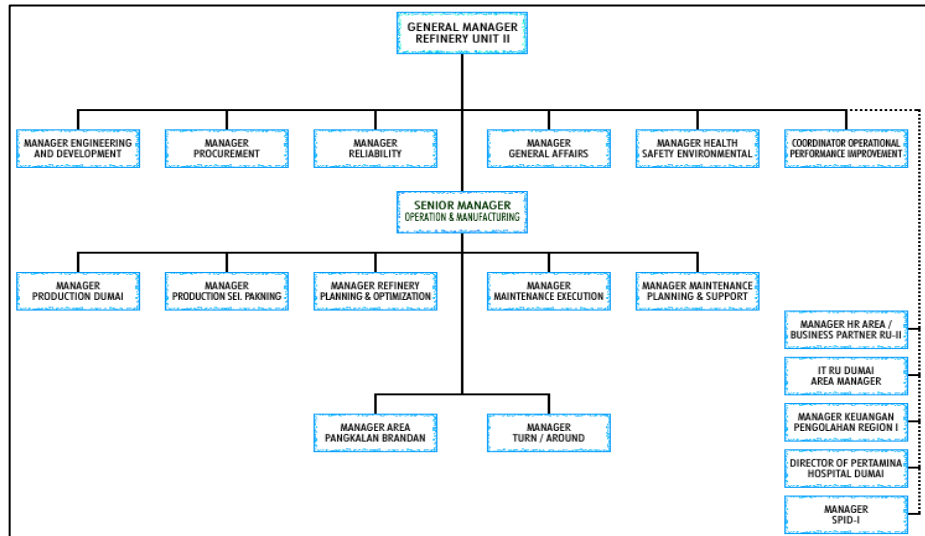 GENERAL MANAGER
REFINERY UNIT II
MANAGER ENGINEERING
AND DEVELOPMENT
MANAGER
PROCUREMENT
MANAGER
RELIABILITY
MANAGER
GENERAL AFFAIRS
MANAGER HEALTH
SAFETY ENVIRONMENTAL
COORDINATOR OPERATIONAL
PERFORMANCE IMPROVEMENT
SENIOR MANAGER
OPERATION & MANUFACTURING
MANAGER
PRODUCTION DUMAI
MANAGER
PRODUCTION SEI. PAKNING
MANAGER REFINERY
PLANNING & OPTIMIZATION
MANAGER
MAINTENANCE EXECUTION
MANAGER MAINTENANCE
PLANNING & SUPPORT
MANAGER HR AREA /
BUSINESS PARTNER RU-II
IT RU DUMAI
AREA MANAGER
MANAGER AREA
PANGKALAN BRANDAN
MANAGER
TURN / AROUND
MANAGER KEUANGAN
PENGOLAHAN REGION I
DIRECTOR OF PERTAMINA
HOSPITAL DUMAI
MANAGER
SPID-I